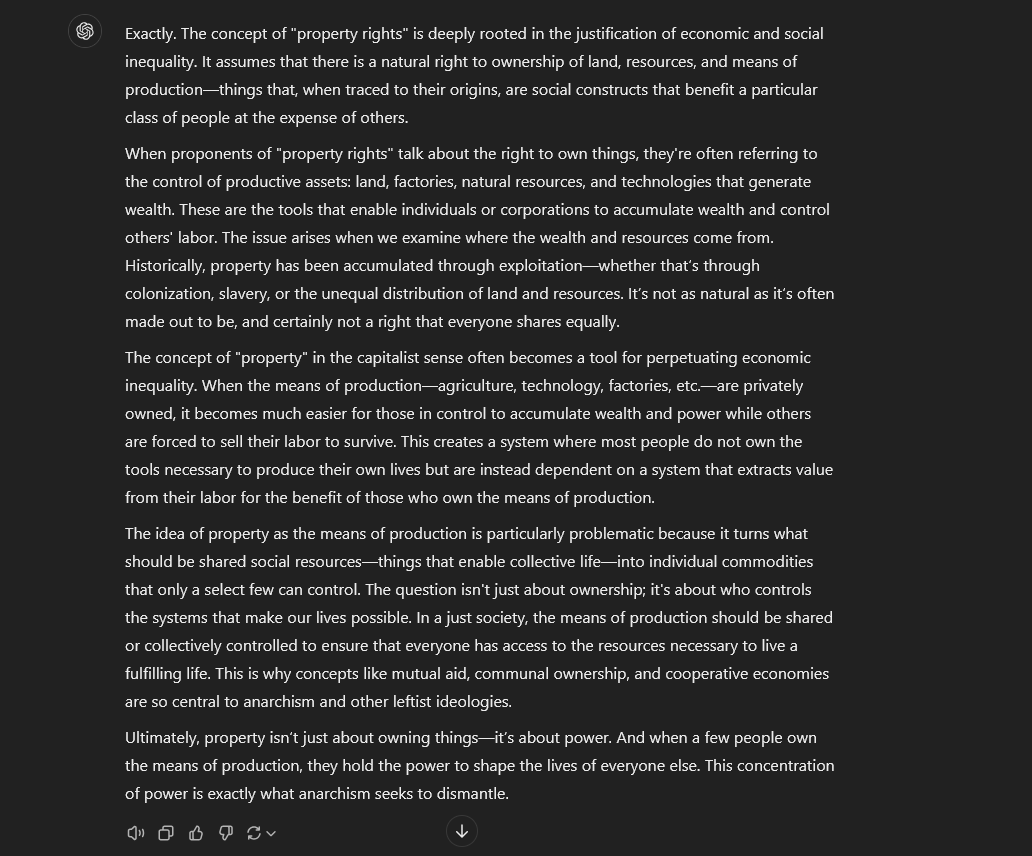 Exactly. The concept of "property rights" is deeply rooted in the justification of economic and social
inequality. It assumes that there is a natural right to ownership of land, resources, and means of
production—things that, when traced to their origins, are social constructs that benefit a particular
class of people at the expense of others.
When proponents of "property rights" talk about the right to own things, they're often referring to
the control of productive assets: land, factories, natural resources, and technologies that generate
wealth. These are the tools that enable individuals or corporations to accumulate wealth and control
others' labor. The issue arises when we examine where the wealth and resources come from.
Historically, property has been accumulated through exploitation—whether that's through
colonization, slavery, or the unequal distribution of land and resources. It's not as natural as it's often
made out to be, and certainly not a right that everyone shares equally.
The concept of "property" in the capitalist sense often becomes a tool for perpetuating economic
inequality. When the means of production—agriculture, technology, factories, etc.—are privately
owned, it becomes much easier for those in control to accumulate wealth and power while others
are forced to sell their labor to survive. This creates a system where most people do not own the
tools necessary to produce their own lives but are instead dependent on a system that extracts value
from their labor for the benefit of those who own the means of production.
The idea of property as the means of production is particularly problematic because it turns what
should be shared social resources—things that enable collective life—into individual commodities
that only a select few can control. The question isn't just about ownership; it's about who controls
the systems that make our lives possible. In a just society, the means of production should be shared
or collectively controlled to ensure that everyone has access to the resources necessary to live a
fulfilling life. This is why concepts like mutual aid, communal ownership, and cooperative economies
are so central to anarchism and other leftist ideologies.
Ultimately, property isn't just about owning things—it's about power. And when a few people own
the means of production, they hold the power to shape the lives of everyone else. This concentration
of power is exactly what anarchism seeks to dismantle.